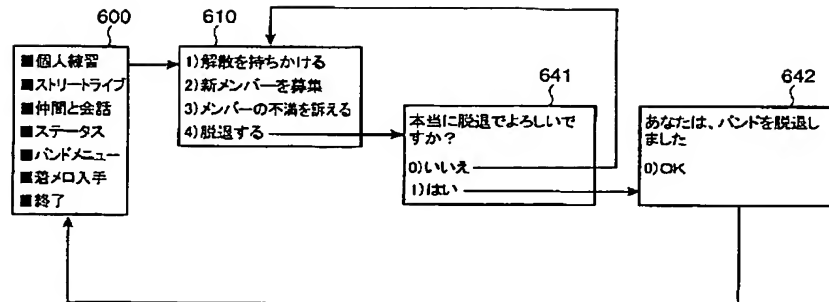 600
■個人練習
■ストリートライブ
■仲間と会話
■ステータス
■バンドメニュー
■着メロ入手
■終了
610
1)解散を持ちかける
2)新メンバーを募集
3)メンバーの不満を訴える
4)脱退する
641
本当に脱退でよろしいで
すか？
0)いいえ
1)はい
642
あなたは、バンドを脱退し
ました
0)OK